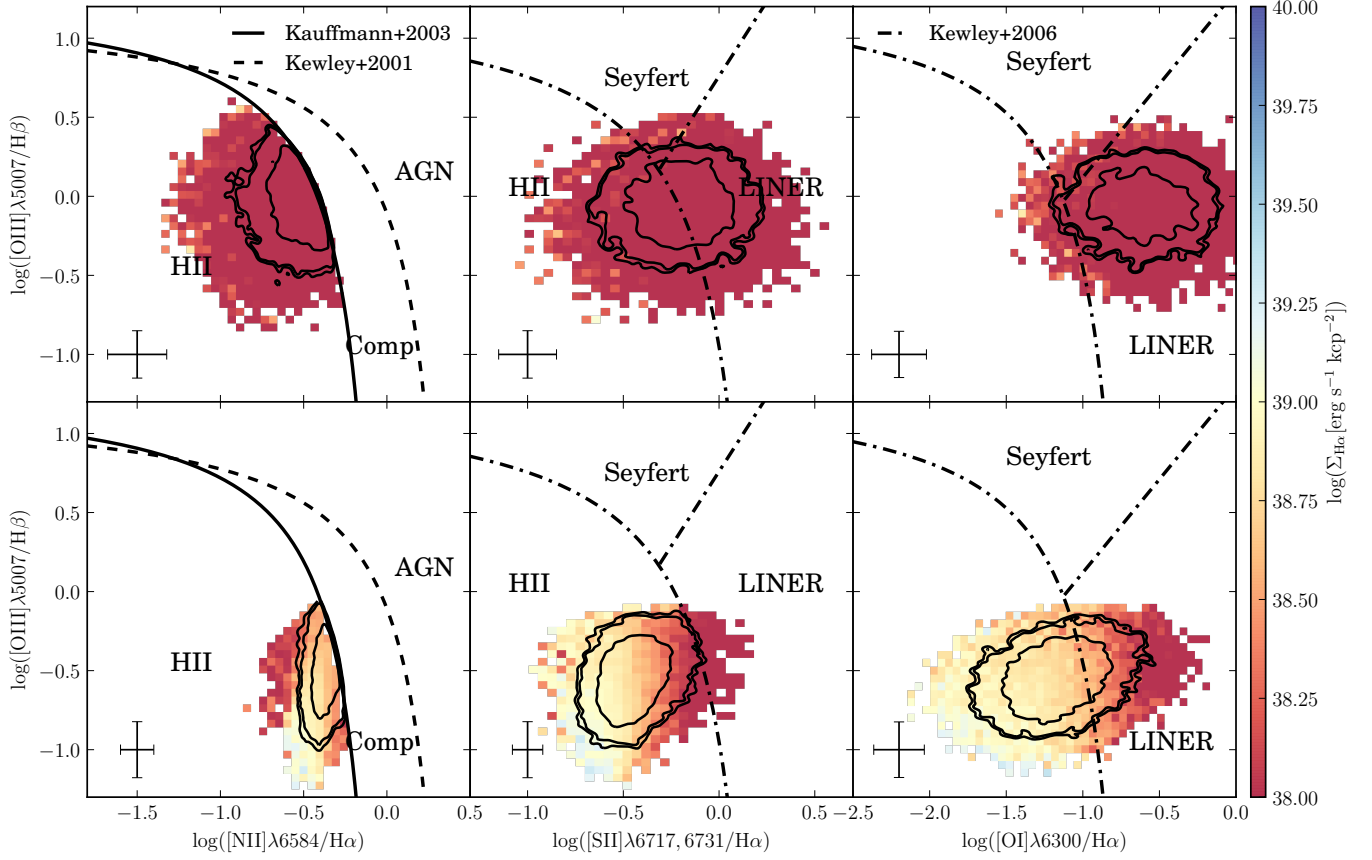 Kauffmann+2003
Kewley+2001
AGN
HII
Comp
1.0
0.5
0.0
−0.5
−1.0
log([OIII]λ5007/Hβ)
Seyfert
HII
LINER
Kewley+2006
Seyfert
LINER
AGN
HII
Comp
1.0
0.5
0.0
−0.5
−1.0
log([OIII]λ5007/Hβ)
−1.5 −1.0 −0.5 0.0 0.5
log([NII]λ6584/Hα)
Seyfert
HII
LINER
−1.0 −0.5 0.0 0.5
log([SII]λ6717,6731/Hα)
Seyfert
LINER
−2.5 −2.0 −1.5 −1.0 −0.5 0.0
log([OI]λ6300/Hα)
40.00
39.75
39.50
39.25
39.00
38.75
38.50
38.25
38.00
log(Σ_Hα[erg s⁻¹ kcp⁻²])